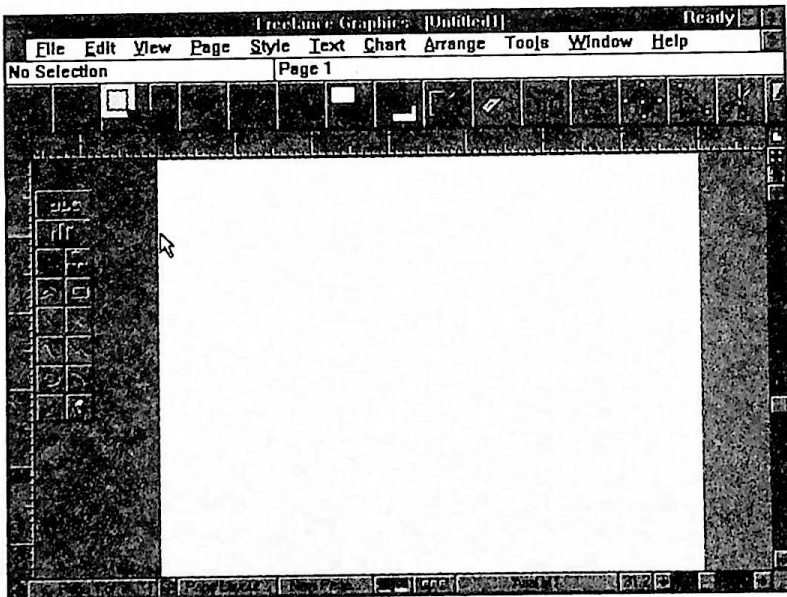 Freelance Graphics [Untitled1] Ready
File Edit View Page Style Text Chart Arrange Tools Window Help
No Selection Page 1
abc